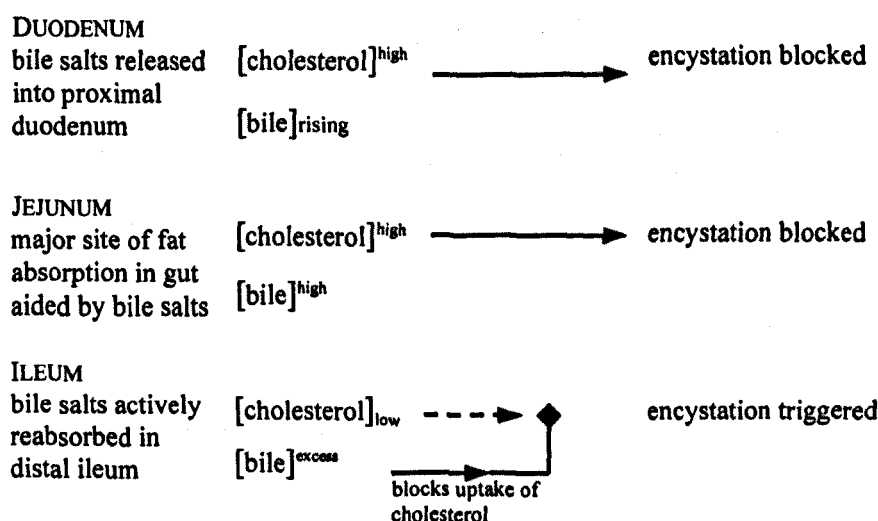 DUODENUM
bile salts released [cholesterol]high encystation blocked
into proximal
duodenum [bile]rising
JEJUNUM
major site of fat [cholesterol]high encystation blocked
absorption in gut
aided by bile salts [bile]high
ILEUM
bile salts actively [cholesterol]low encystation triggered
reabsorbed in
distal ileum [bile]excess
blocks uptake of
cholesterol